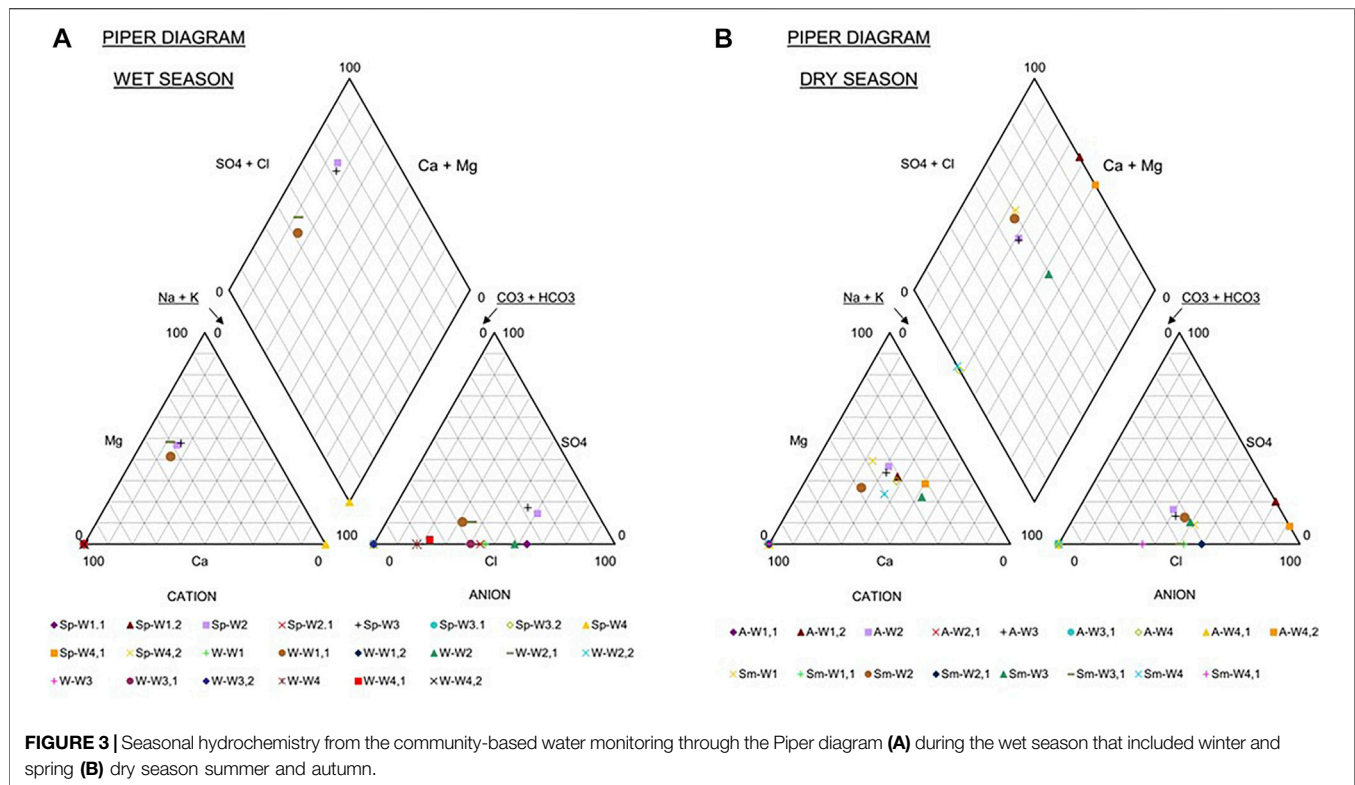 A PIPER DIAGRAM
WET SEASON
100
SO4 + Cl
Ca + Mg
0
0
Na + K
CO3 + HCO3
100
0
0
100
Mg
SO4
0
100
0
100
Ca
0
0
Cl
100
CATION
ANION
Sp-W1.1 Sp-W1.2 Sp-W2 Sp-W2.1 Sp-W3 Sp-W3.1 Sp-W3.2 Sp-W4
Sp-W4,1 Sp-W4,2 W-W1 W-W1,1 W-W1,2 W-W2 W-W2,1 W-W2,2
W-W3 W-W3,1 W-W3,2 W-W4 W-W4,1 W-W4,2
B PIPER DIAGRAM
DRY SEASON
100
SO4 + Cl
Ca + Mg
0
0
Na + K
CO3 + HCO3
100
0
0
100
Mg
SO4
0
100
0
100
Ca
0
0
Cl
100
CATION
ANION
A-W1,1 A-W1,2 A-W2 A-W2,1 A-W3 A-W3,1 A-W4 A-W4,1 A-W4,2
Sm-W1 Sm-W1,1 Sm-W2 Sm-W2,1 Sm-W3 Sm-W3,1 Sm-W4 Sm-W4,1
FIGURE 3 | Seasonal hydrochemistry from the community-based water monitoring through the Piper diagram (A) during the wet season that included winter and
spring (B) dry season summer and autumn.